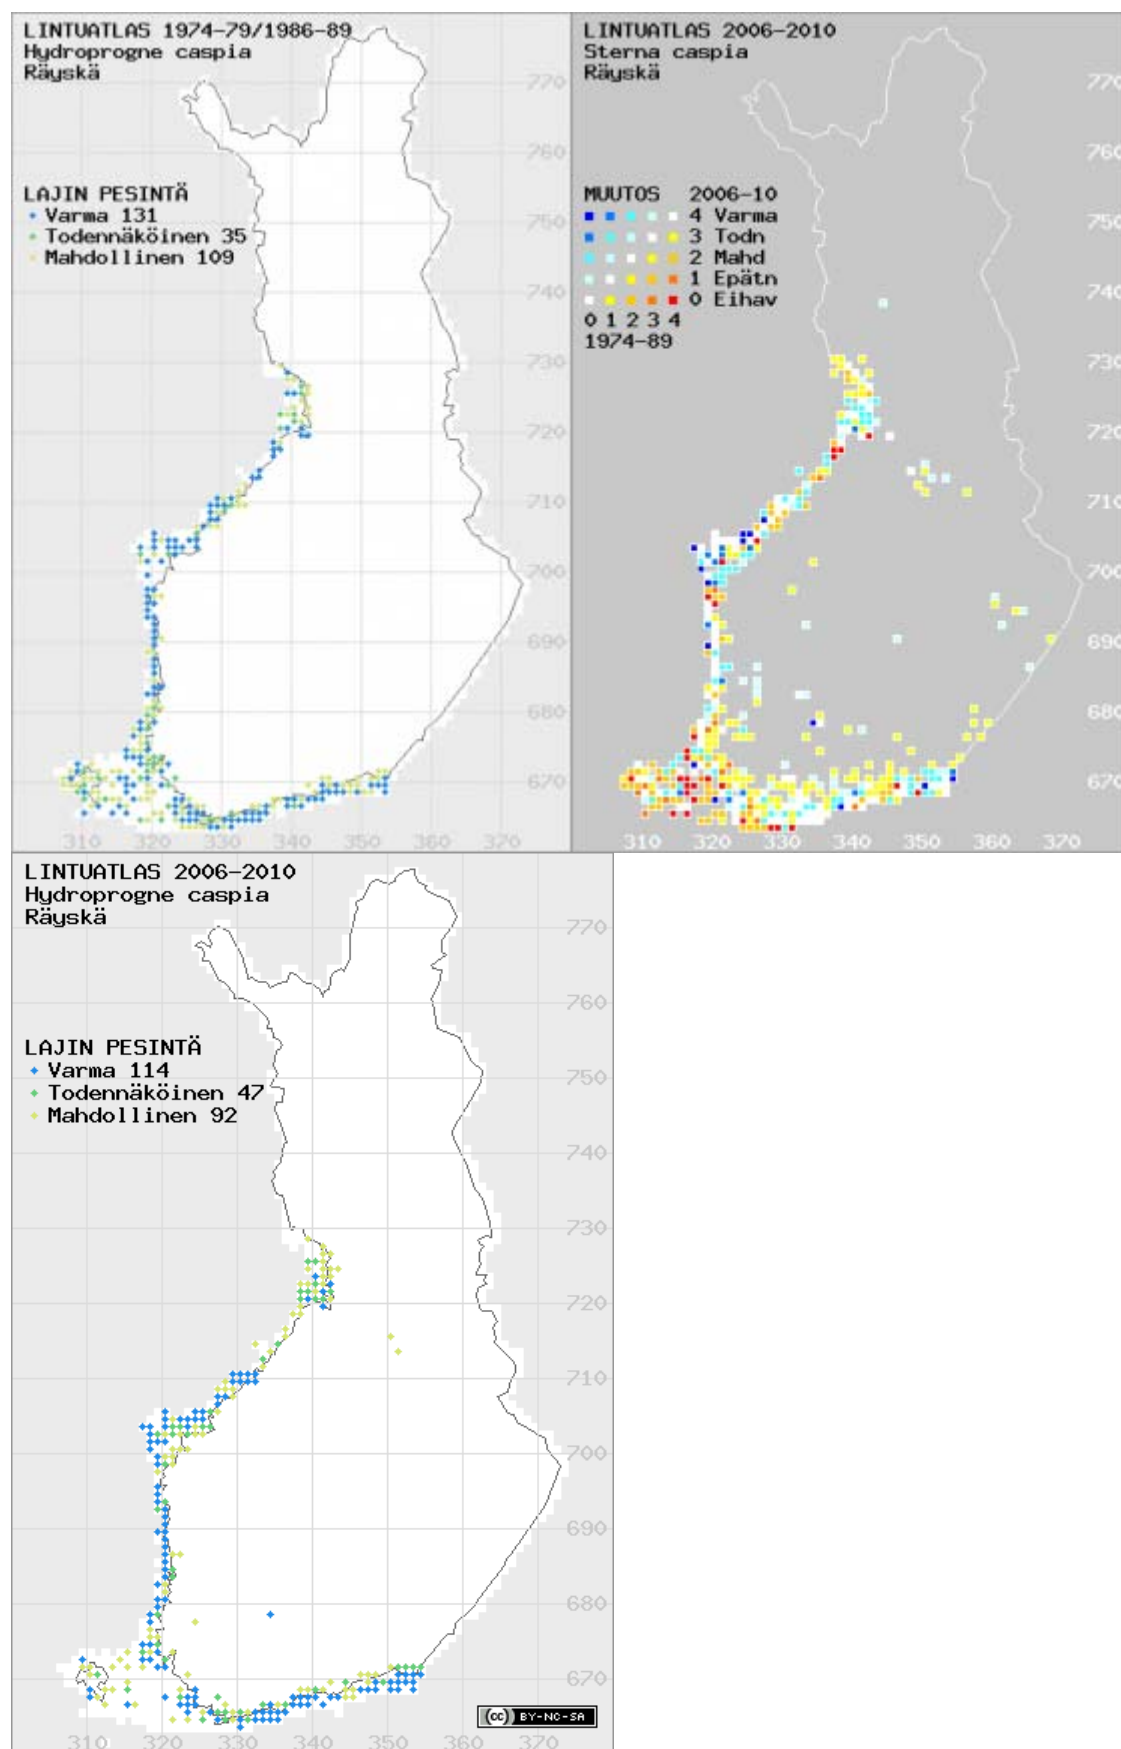 LINTUATLAS 1974-79/1986-89
Hydroprogne caspia
Räyskä
LAJIN PESINTÄ
Varma 131
Todennäköinen 35
Mahdollinen 109
770
760
750
740
730
720
710
700
690
680
670
310 320 330 340 350 360 370
LINTUATLAS 2006-2010
Sterna caspia
Räyskä
MUUTOS 2006-10
4 Varma
3 Todn
2 Mahd
1 Epätn
0 Eihav
0 1 2 3 4
1974-89
770
760
750
740
730
720
710
700
690
680
670
310 320 330 340 350 360 370
LINTUATLAS 2006-2010
Hydroprogne caspia
Räyskä
LAJIN PESINTÄ
Varma 114
Todennäköinen 47
Mahdollinen 92
770
760
750
740
730
720
710
700
690
680
670
310 320 330 340 350 360 370
cc BY-NC-SA